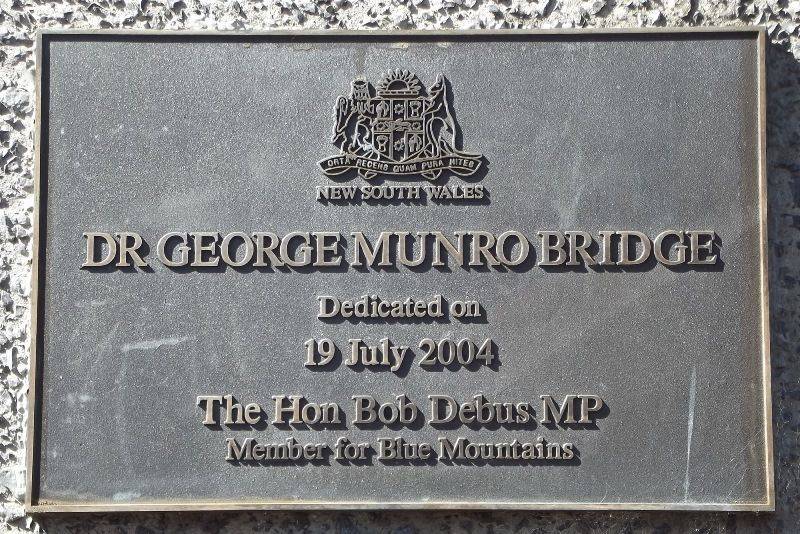 ORTA RECENS QUAM PURA NITES
NEW SOUTH WALES
DR GEORGE MUNRO BRIDGE
Dedicated on
19 July 2004
The Hon Bob Debus MP
Member for Blue Mountains